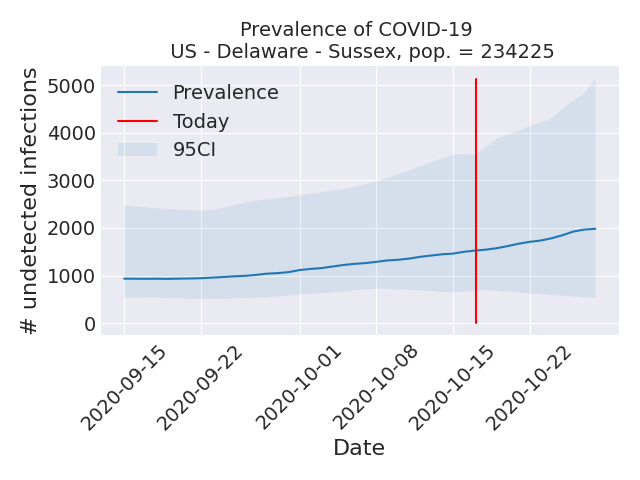 Prevalence of COVID-19
US - Delaware - Sussex, pop. = 234225
# undetected infections
5000
4000
3000
2000
1000
0
Prevalence
Today
95CI
2020-09-15
2020-09-22
2020-10-01
2020-10-08
2020-10-15
2020-10-22
Date